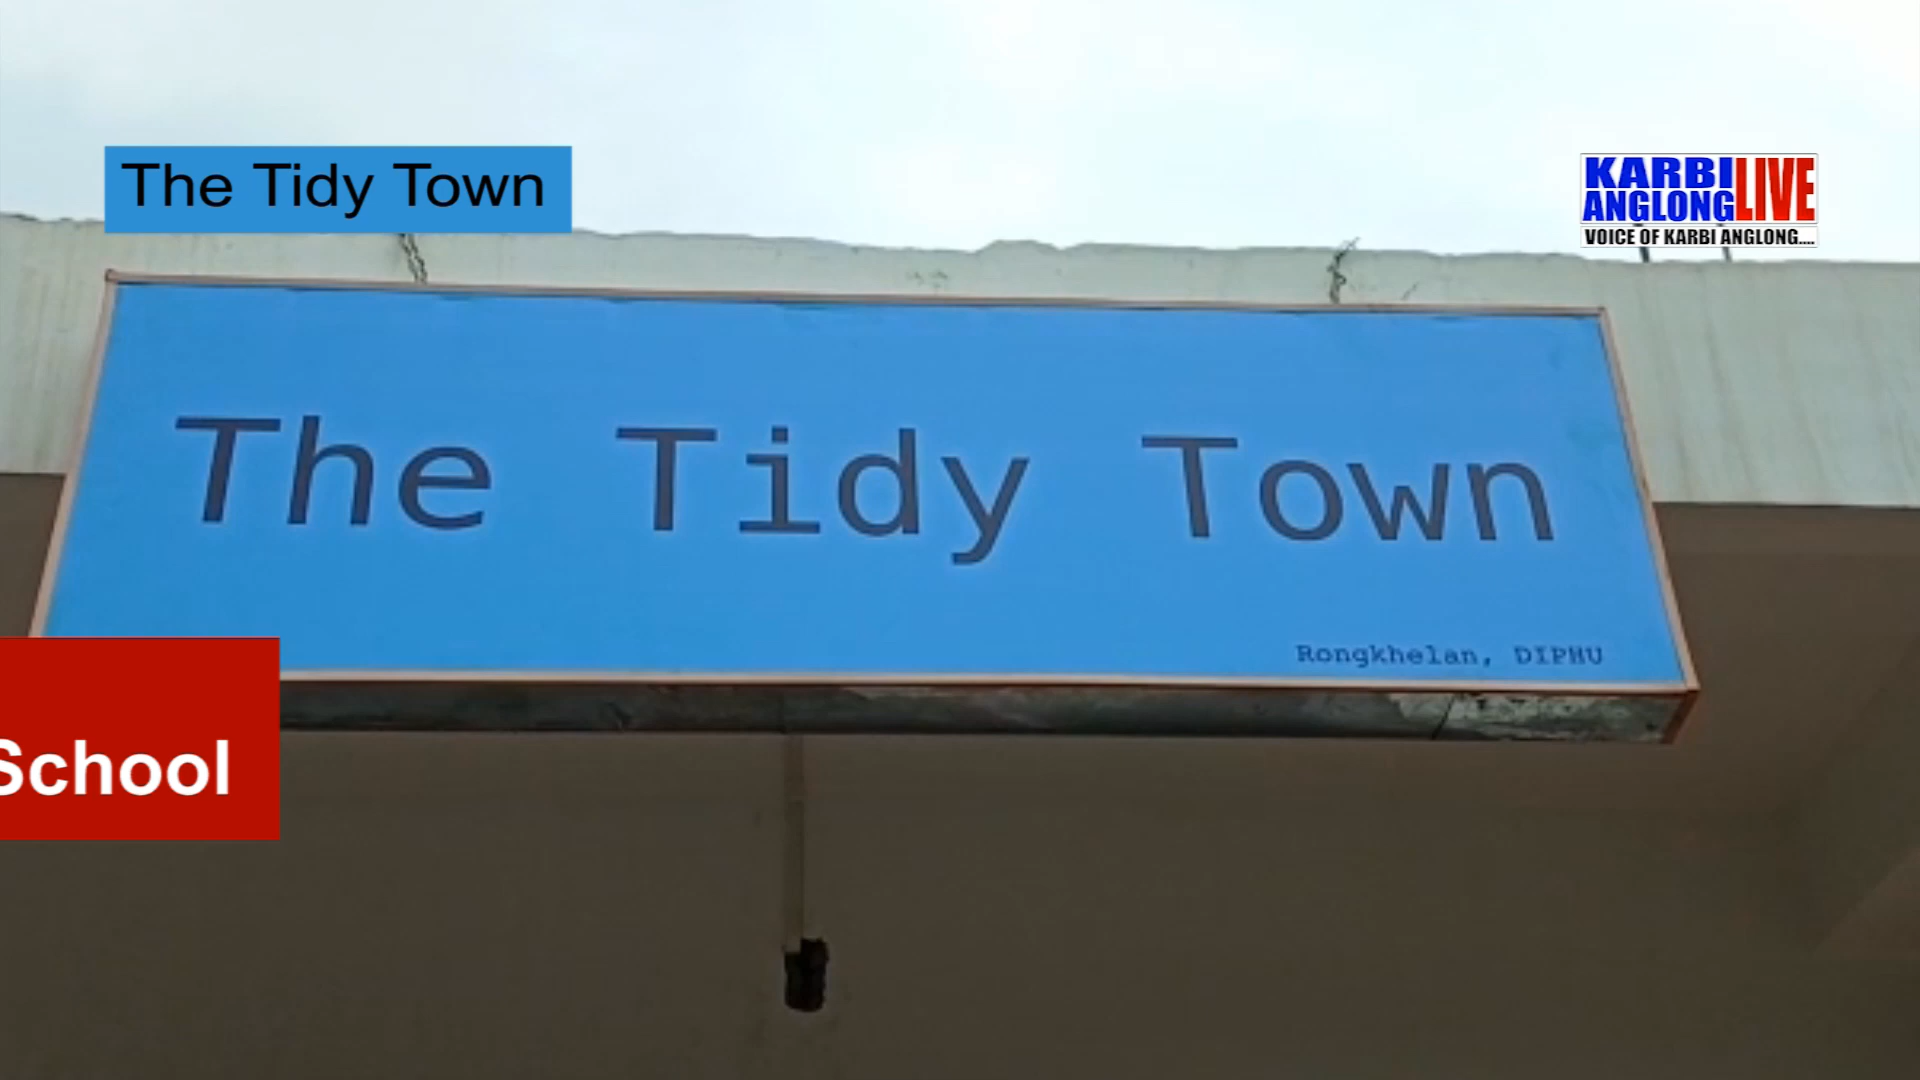 The Tidy Town
KARBI
ANGLONG LIVE
VOICE OF KARBI ANGLONG....
The Tidy Town
Rongkhelan, DIPHU
School